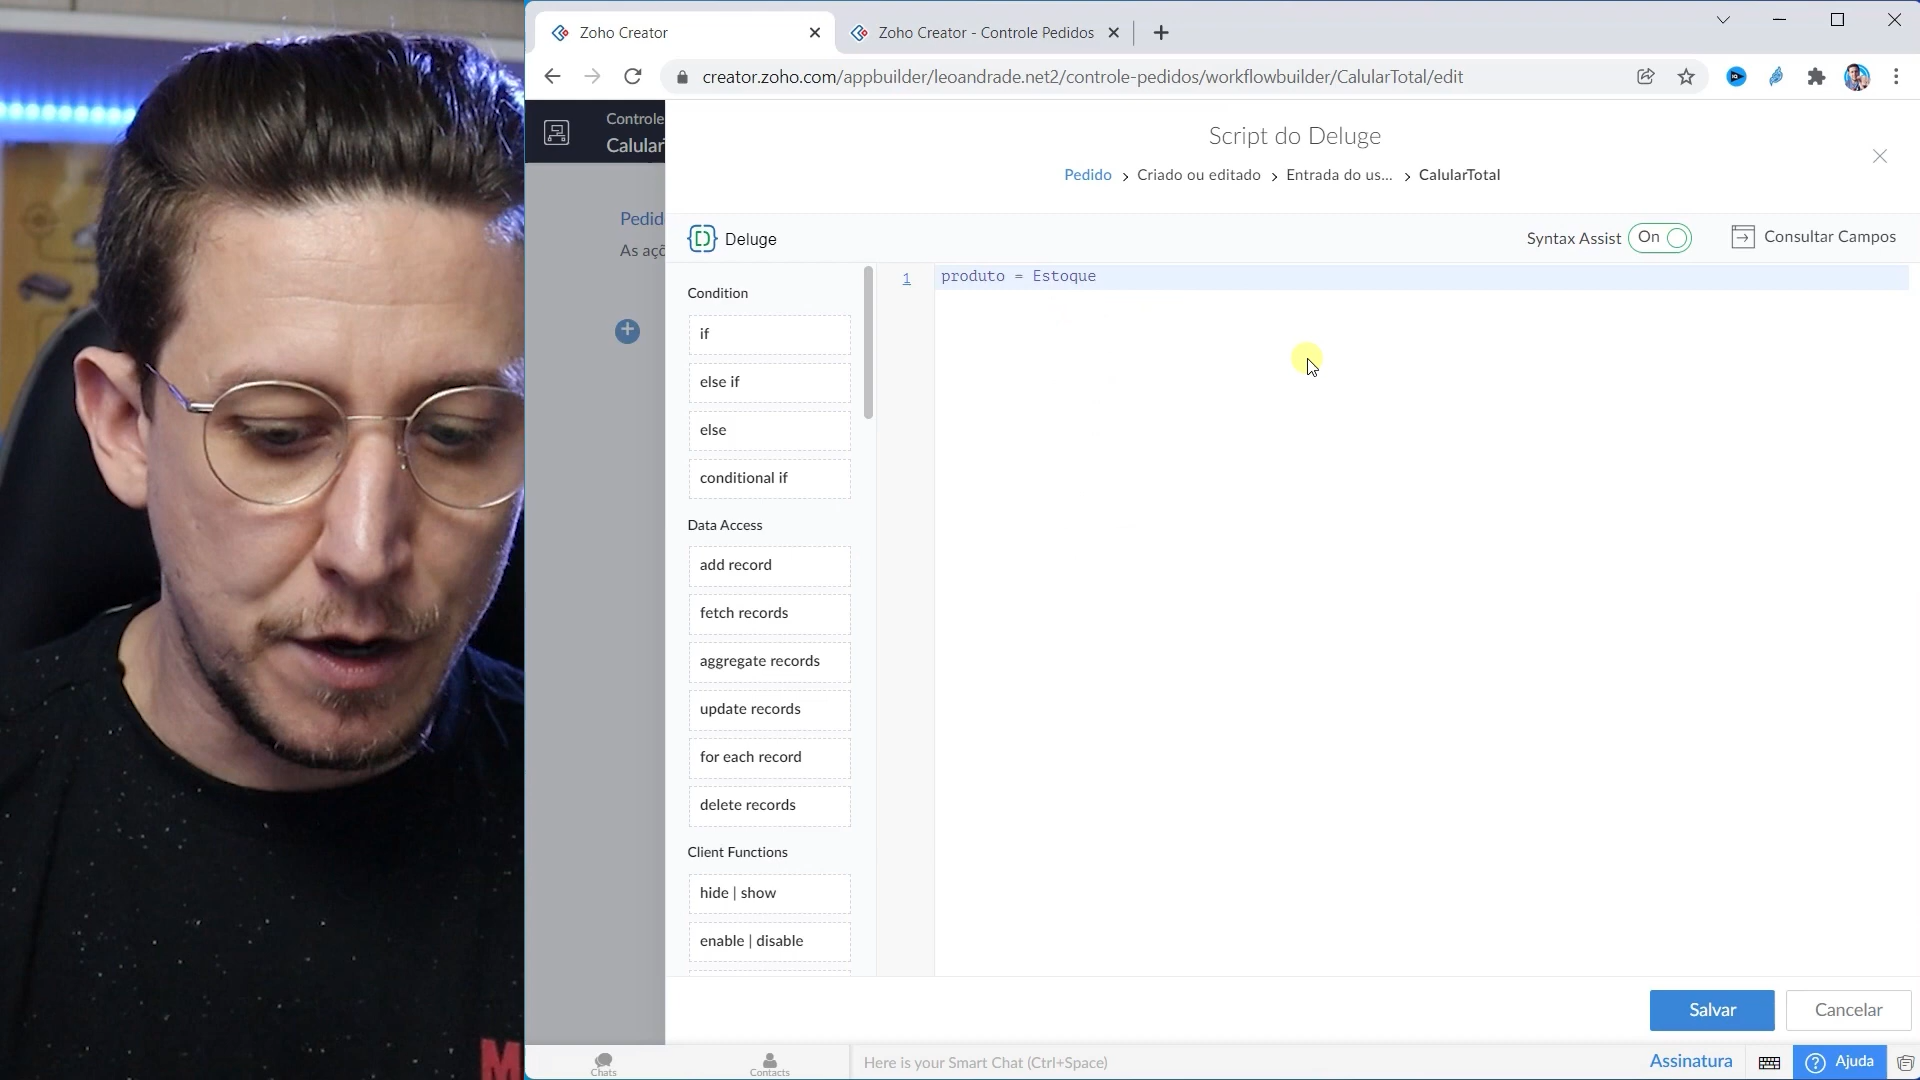 Zoho Creator
Zoho Creator - Controle Pedidos
creator.zoho.com/appbuilder/leoandrade.net2/controle-pedidos/workflowbuilder/CalularTotal/edit
Controle
Calular
Script do Deluge
Pedido > Criado ou editado > Entrada do us... > CalularTotal
Pedid
As açõ
Deluge
Syntax Assist On
Consultar Campos
1 produto = Estoque
Condition
if
else if
else
conditional if
Data Access
add record
fetch records
aggregate records
update records
for each record
delete records
Client Functions
hide | show
enable | disable
Salvar
Cancelar
Chats
Contacts
Here is your Smart Chat (Ctrl+Space)
Assinatura
Ajuda
M